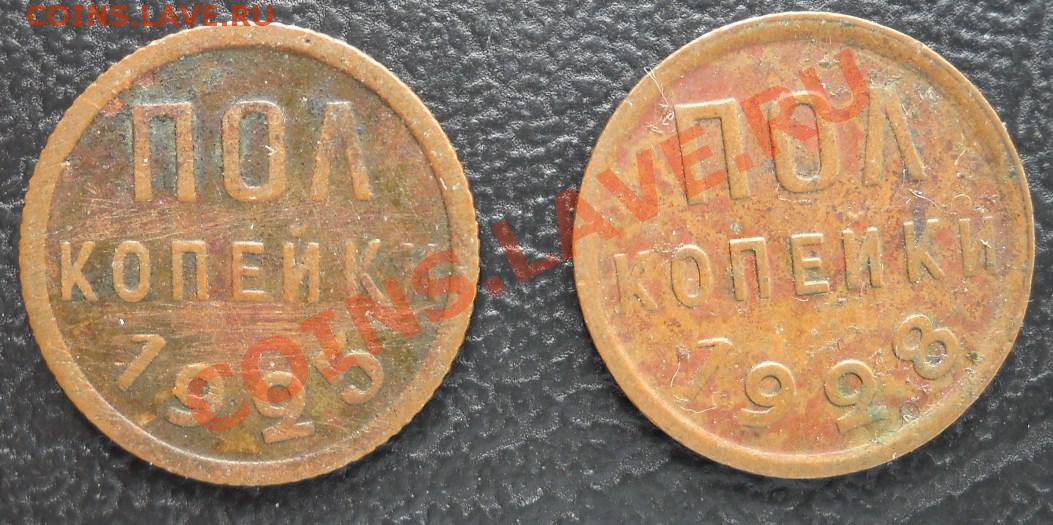 COINS.LAVE.RU
ПОЛ
КОПЕЙКИ
1925
ПОЛ
КОПЕЙКИ
1928
COINS.LAVE.RU